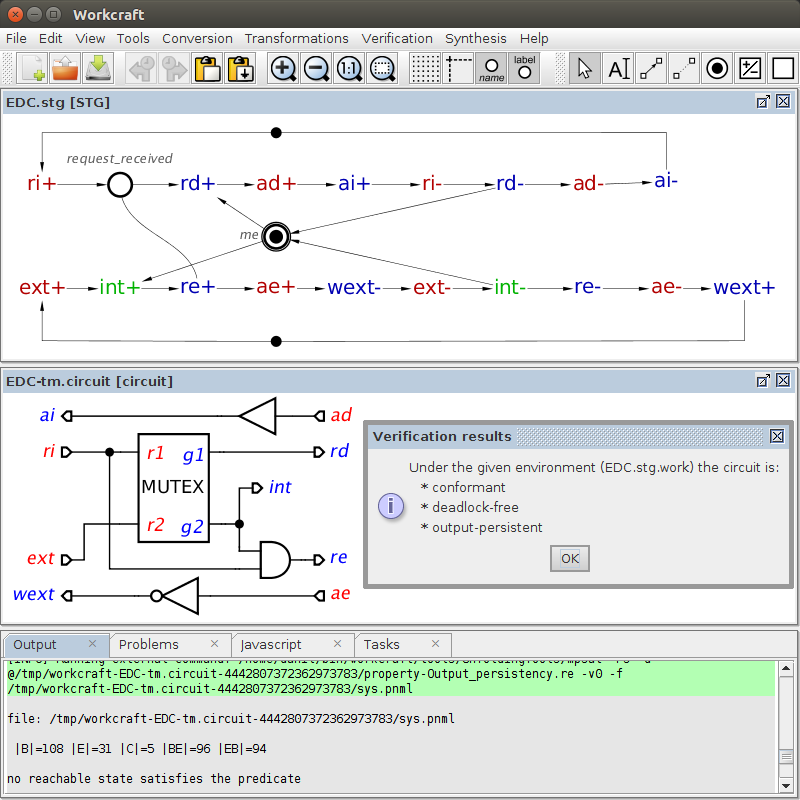 Workcraft
File Edit View Tools Conversion Transformations Verification Synthesis Help
1:1 name label AI
EDC.stg [STG]
request_received
ri+ rd+ ad+ ai+ ri- rd- ad- ai-
me
ext+ int+ re+ ae+ wext- ext- int- re- ae- wext+
EDC-tm.circuit [circuit]
ai ad
ri r1 g1 rd
MUTEX int
r2 g2
ext re
wext ae
Verification results
Under the given environment (EDC.stg.work) the circuit is:
* conformant
* deadlock-free
* output-persistent
i
OK
Output Problems Javascript Tasks
@/tmp/workcraft-EDC-tm.circuit-4442807372362973783/property-Output_persistency.re -v0 -f
/tmp/workcraft-EDC-tm.circuit-4442807372362973783/sys.pnml
file: /tmp/workcraft-EDC-tm.circuit-4442807372362973783/sys.pnml
|B|=108 |E|=31 |C|=5 |BE|=96 |EB|=94
no reachable state satisfies the predicate